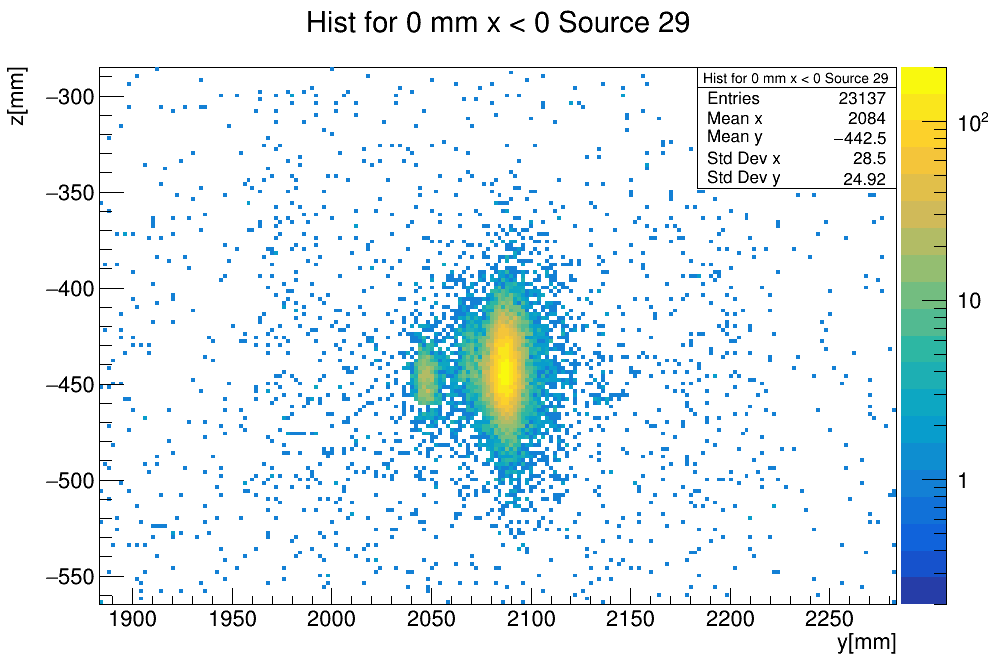 Hist for 0 mm x < 0 Source 29
z[mm]
Hist for 0 mm x < 0 Source 29
Entries 23137
Mean x 2084
Mean y −442.5
Std Dev x 28.5
Std Dev y 24.92
−300
−350
−400
−450
−500
−550
10²
10
1
1900 1950 2000 2050 2100 2150 2200 2250
y[mm]